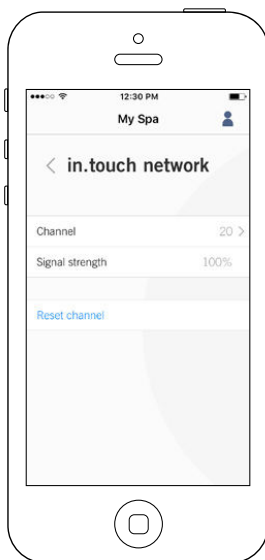 12:30 PM
My Spa
in.touch network
Channel 20
Signal strength 100%
Reset channel